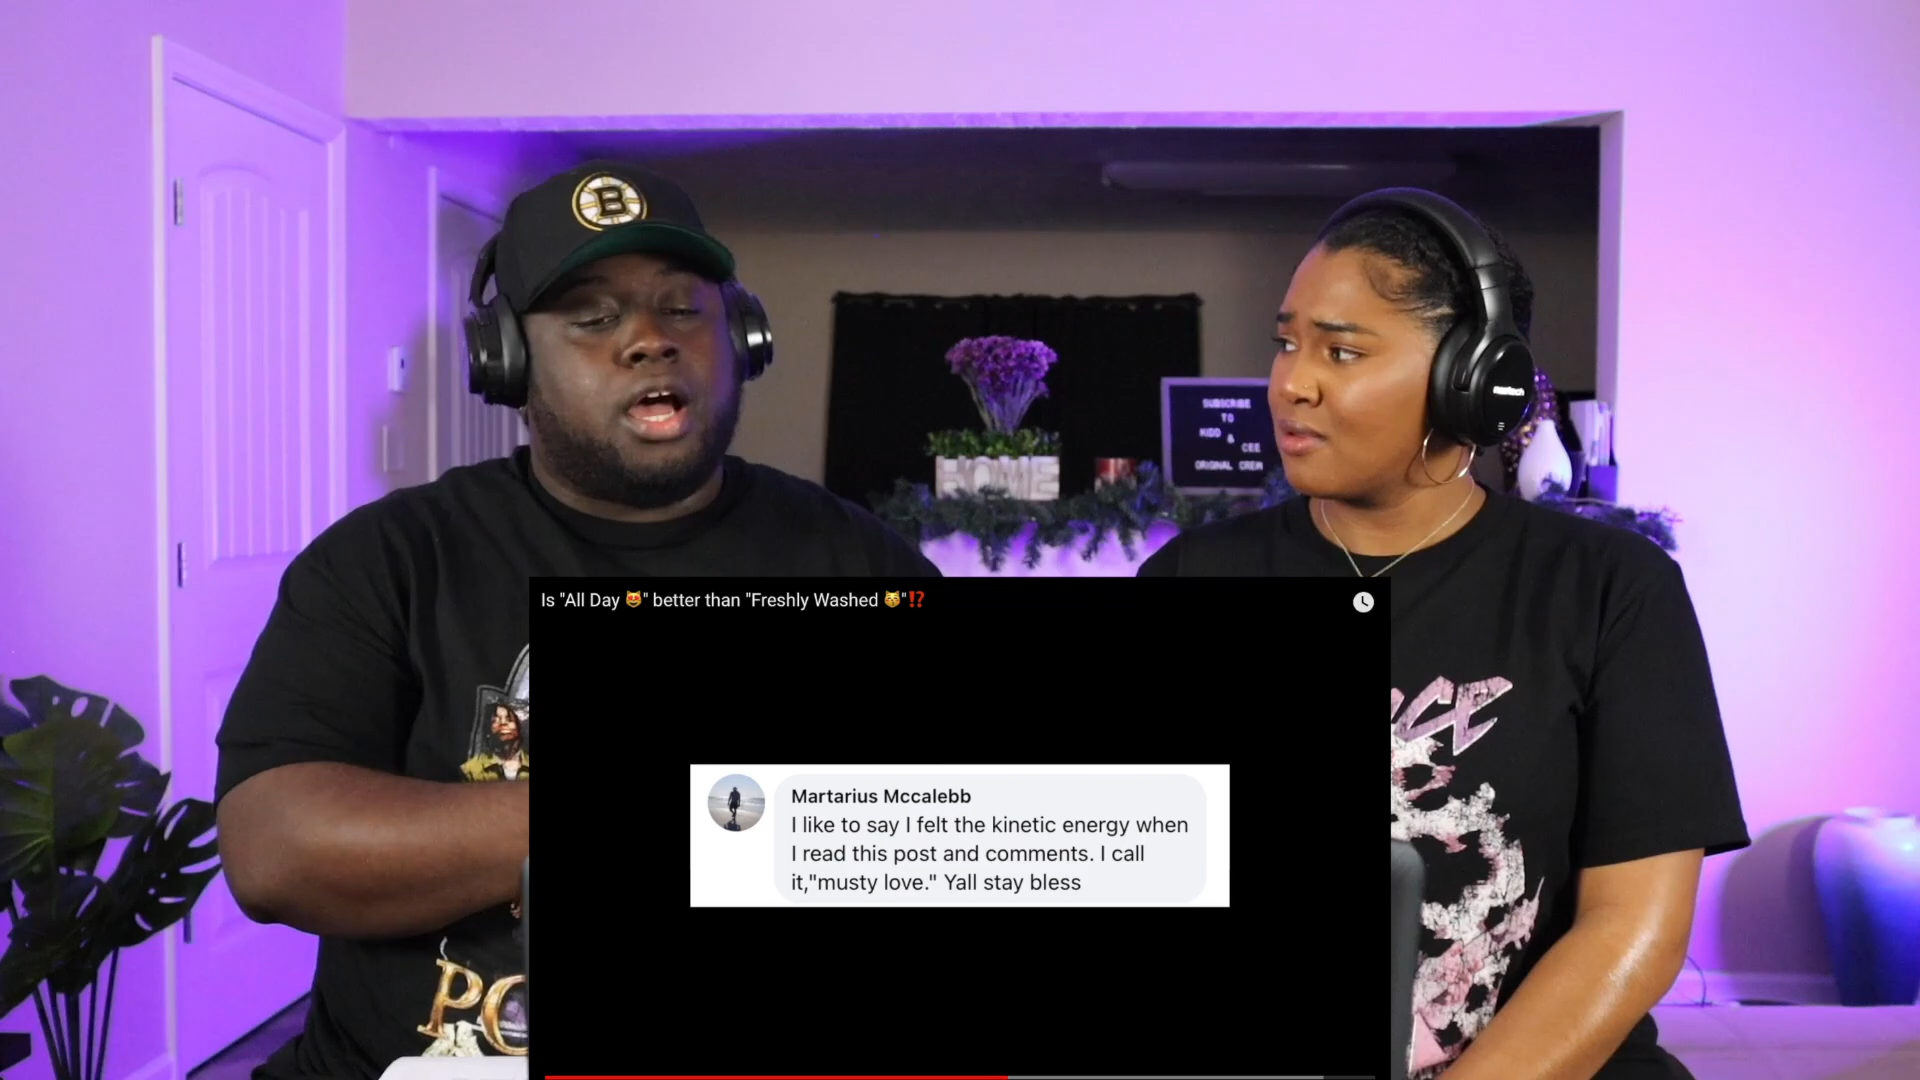 B
SUBSCRIBE
TO
KIDD &
CEE
ORIGINAL CREW
HOME
Is "All Day 😻" better than "Freshly Washed 😽"⁉️
Martarius Mccalebb
I like to say I felt the kinetic energy when
I read this post and comments. I call
it,"musty love." Yall stay bless
PO